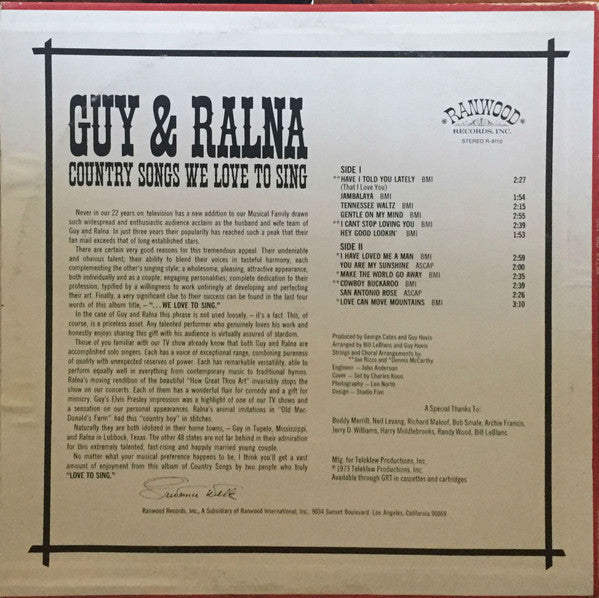 GUY & RALNA
COUNTRY SONGS WE LOVE TO SING
Never in our 22 years on television has a new addition to our Musical Family drawn
such widespread and enthusiastic audience acclaim as the husband and wife team of
Guy and Ralna. In just three years their popularity has reached such a peak that their
fan mail exceeds that of long-established stars.
There are certain very good reasons for this tremendous appeal. Their undeniable
and obvious talent; their ability to blend their voices in tasteful harmony, each
complementing the other's singing style; a wholesome, pleasing, attractive appearance,
both individually and as a couple; engaging personalities; complete dedication to their
profession, typified by a willingness to work untiringly at developing and perfecting
their art. Finally, a very significant clue to their success can be found in the last four
words of this album title, — "... WE LOVE TO SING."
In the case of Guy and Ralna this phrase is not used loosely, — it's a fact. This, of
course, is a priceless asset. Any talented performer who genuinely loves his work and
honestly enjoys sharing this gift with his audience is virtually assured of stardom.
Those of you familiar with our TV show already know that both Guy and Ralna are
accomplished solo singers. Each has a voice of exceptional range, combining pureness
of quality with unexpected reserves of power. Each has remarkable versatility, able to
perform equally well in everything from contemporary music to traditional hymns.
Ralna's moving rendition of the beautiful "How Great Thou Art" invariably stops the
show on our concerts. Each of them has a wonderful flair for comedy and a gift for
mimicry. Guy's Elvis Presley impression was a highlight of one of our TV shows and
a sensation on our personal appearances. Ralna's animal imitations in "Old Mac-
Donald's Farm" had this "country boy" in stitches.
Naturally they are both idolized in their home towns, — Guy in Tupelo, Mississippi,
and Ralna in Lubbock, Texas. The other 48 states are not far behind in their admiration
for this extremely talented, fast-rising and happily married young couple.
No matter what your musical preference happens to be, I think you'll get a vast
amount of enjoyment from this album of Country Songs by two people who truly
"LOVE TO SING."
Lawrence Welk
Ranwood Records, Inc., A Subsidiary of Ranwood International, Inc. 9034 Sunset Boulevard. Los Angeles, California 90069
RANWOOD
RECORDS, INC.
STEREO R-8110
SIDE I
**HAVE I TOLD YOU LATELY BMI 2:27
(That I Love You)
JAMBALAYA BMI 2:14
TENNESSEE WALTZ BMI 2:15
GENTLE ON MY MIND BMI 2:55
**I CANT STOP LOVING YOU BMI 2:39
HEY GOOD LOOKIN' BMI 1:53
SIDE II
*I HAVE LOVED ME A MAN BMI 2:59
YOU ARE MY SUNSHINE ASCAP 2:00
*MAKE THE WORLD GO AWAY BMI 2:35
**COWBOY BUCKAROO BMI 2:39
SAN ANTONIO ROSE ASCAP 2:26
*LOVE CAN MOVE MOUNTAINS BMI 3:10
Produced by George Cates and Guy Hovis
Arranged by Bill LeBlanc and Guy Hovis
Strings and Choral Arrangements by:
**Joe Rizzo and *Dennis McCarthy
Engineer — John Anderson
Cover — Set by Charles Koon
Photography — Lon North
Design — Studio Five
A Special Thanks To:
Buddy Merrill, Neil Levang, Richard Maloof, Bob Smale, Archie Francis,
Jerry D. Williams, Harry Middlebrooks, Randy Wood, Bill LeBlanc
Mfg. for Teleklew Productions, Inc.
℗ 1973 Teleklew Productions, Inc.
Available through GRT in cassettes and cartridges